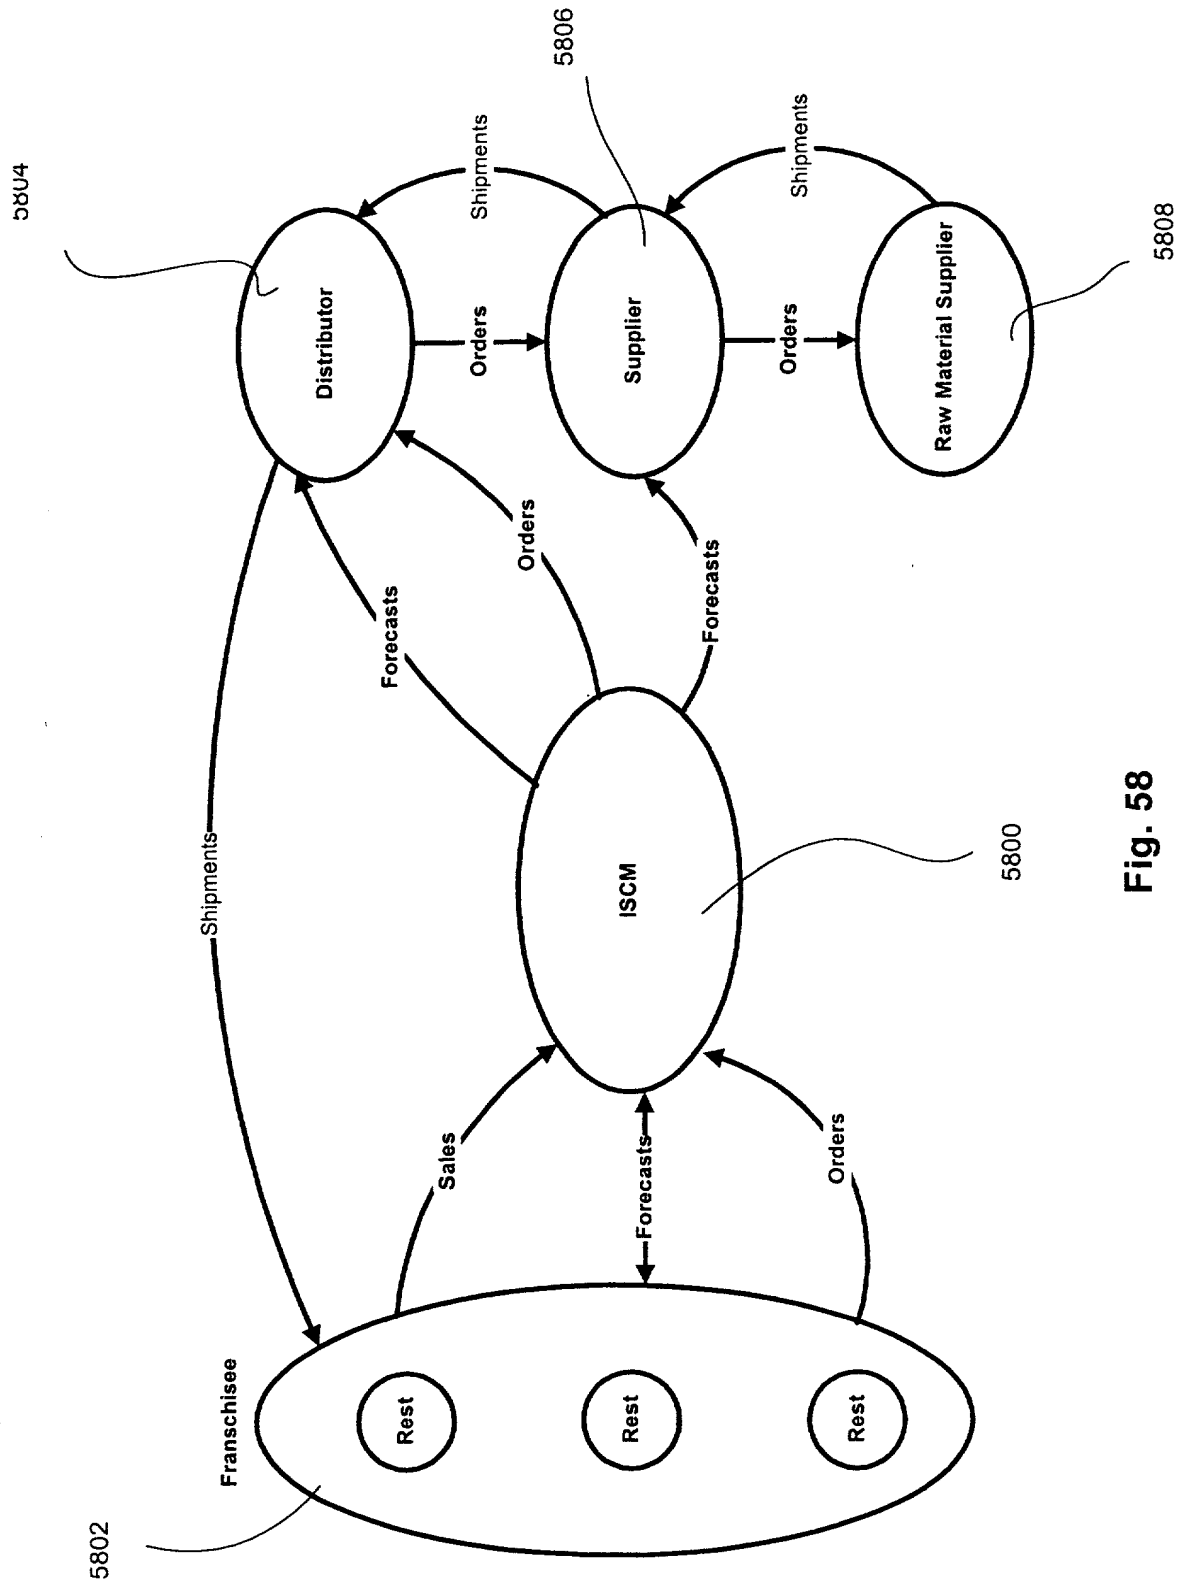 5802
Franschisee
Rest
Rest
Rest
Shipments
Sales
Forecasts
Orders
ISCM
5800
Forecasts
Orders
Forecasts
5804
Distributor
Orders
Shipments
5806
Supplier
Orders
Shipments
Raw Material Supplier
5808
Fig. 58